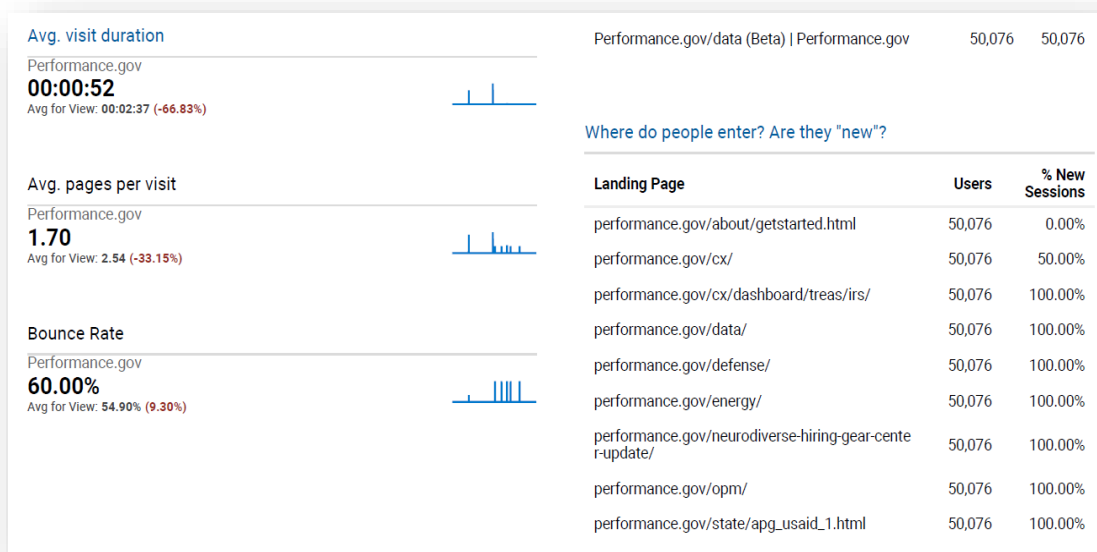 Avg. visit duration
Performance.gov
00:00:52
Avg for View: 00:02:37 (-66.83%)
Avg. pages per visit
Performance.gov
1.70
Avg for View: 2.54 (-33.15%)
Bounce Rate
Performance.gov
60.00%
Avg for View: 54.90% (9.30%)
Performance.gov/data (Beta) | Performance.gov 50,076 50,076
Where do people enter? Are they "new"?
Landing Page Users % New
Sessions
performance.gov/about/getstarted.html 50,076 0.00%
performance.gov/cx/ 50,076 50.00%
performance.gov/cx/dashboard/treas/irs/ 50,076 100.00%
performance.gov/data/ 50,076 100.00%
performance.gov/defense/ 50,076 100.00%
performance.gov/energy/ 50,076 100.00%
performance.gov/neurodiverse-hiring-gear-cente
r-update/ 50,076 100.00%
performance.gov/opm/ 50,076 100.00%
performance.gov/state/apg_usaid_1.html 50,076 100.00%